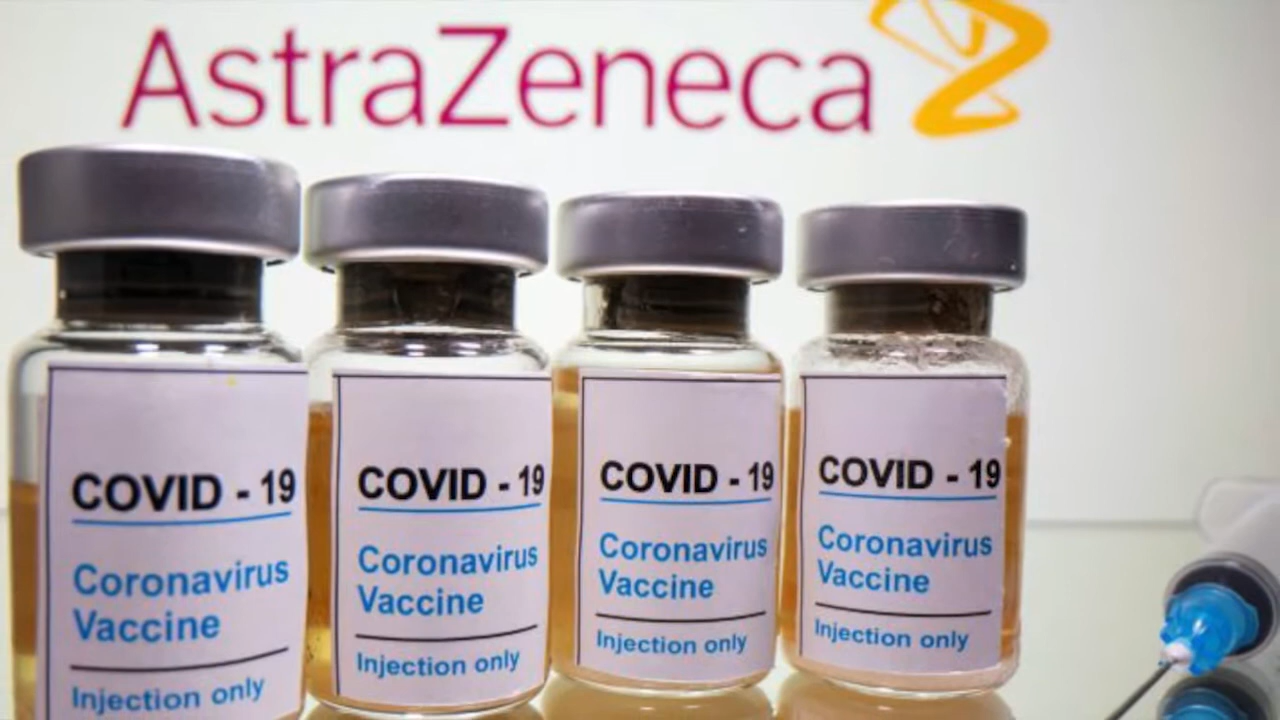 AstraZeneca
COVID - 19
Coronavirus
Vaccine
Injection only
COVID - 19
Coronavirus
Vaccine
Injection only
COVID - 19
Coronavirus
Vaccine
Injection only
COVID - 19
Coronavirus
Vaccine
Injection only